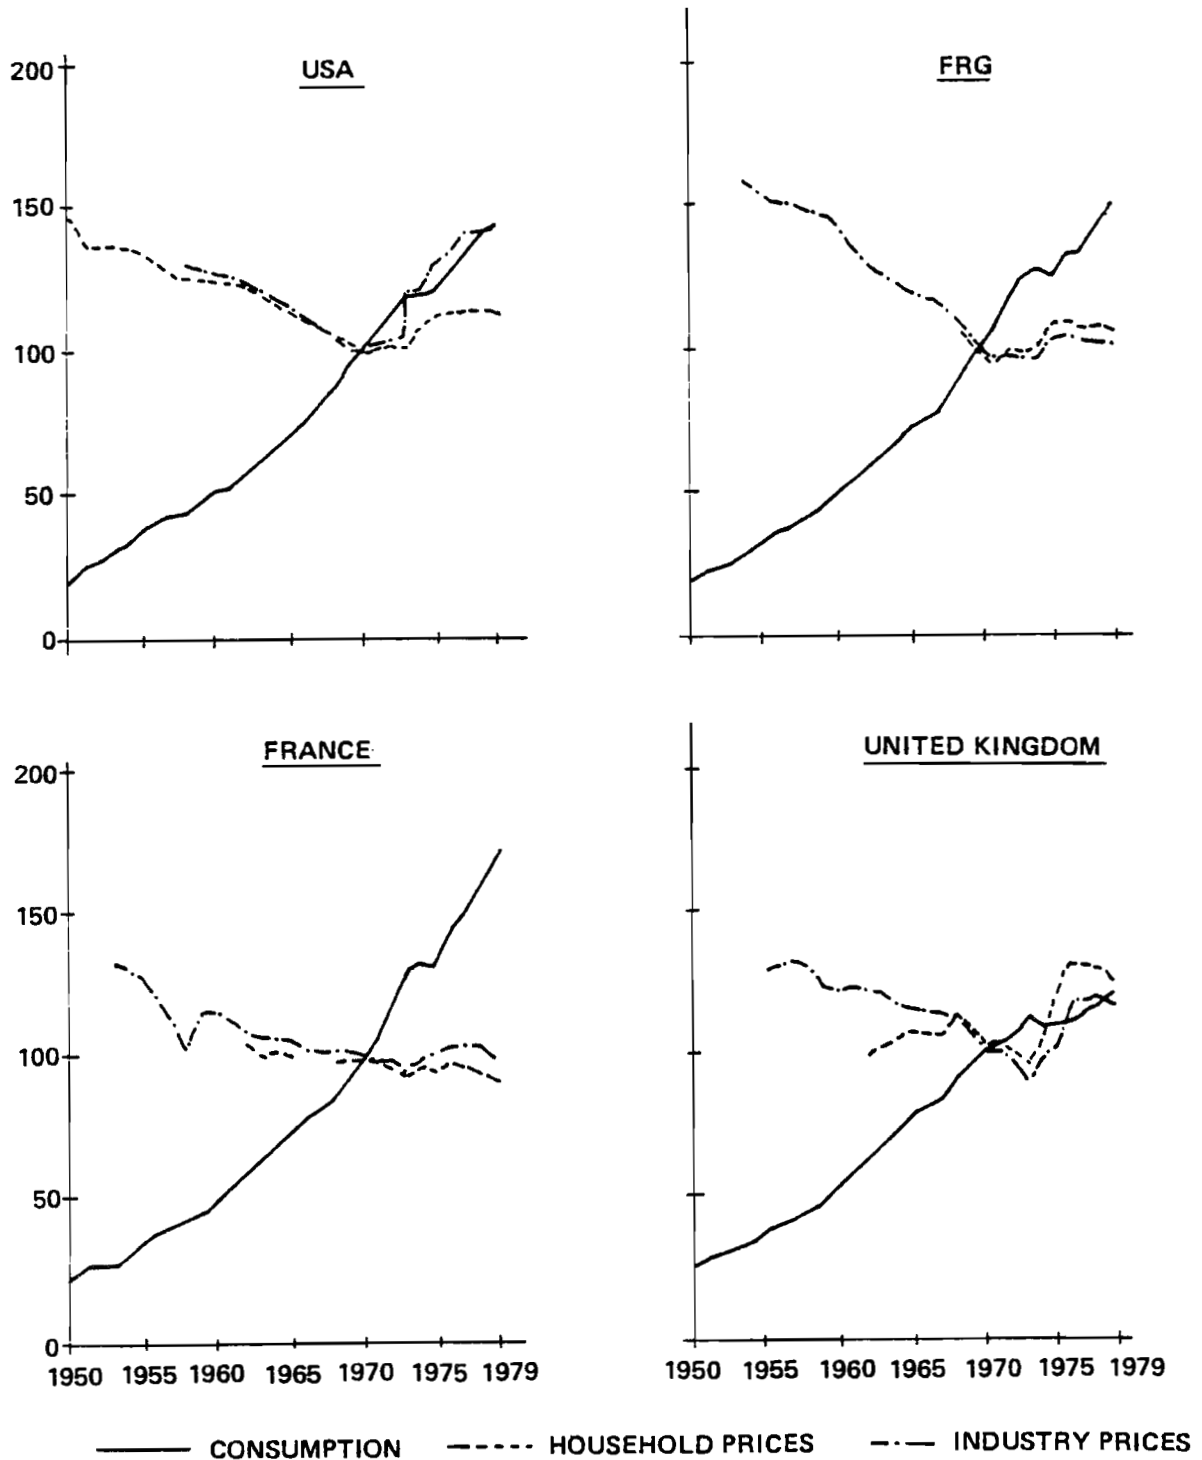 USA
FRG
200
150
100
50
0
FRANCE
UNITED KINGDOM
200
150
100
50
0
1950 1955 1960 1965 1970 1975 1979
1950 1955 1960 1965 1970 1975 1979
CONSUMPTION HOUSEHOLD PRICES INDUSTRY PRICES